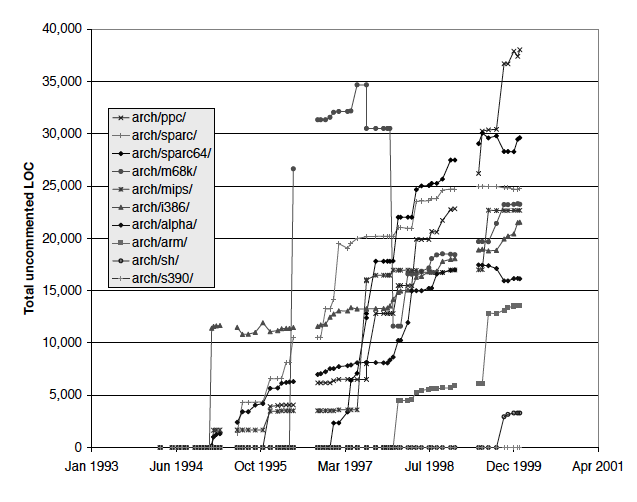 40,000
35,000
30,000
25,000
20,000
15,000
10,000
5,000
0
Total uncommented LOC
arch/ppc/
arch/sparc/
arch/sparc64/
arch/m68k/
arch/mips/
arch/i386/
arch/alpha/
arch/arm/
arch/sh/
arch/s390/
Jan 1993 Jun 1994 Oct 1995 Mar 1997 Jul 1998 Dec 1999 Apr 2001